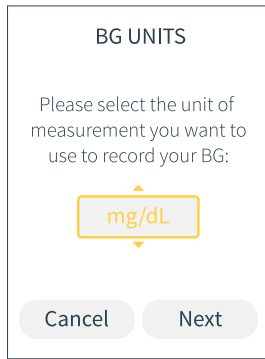 BG UNITS
Please select the unit of
measurement you want to
use to record your BG:
mg/dL
Cancel Next